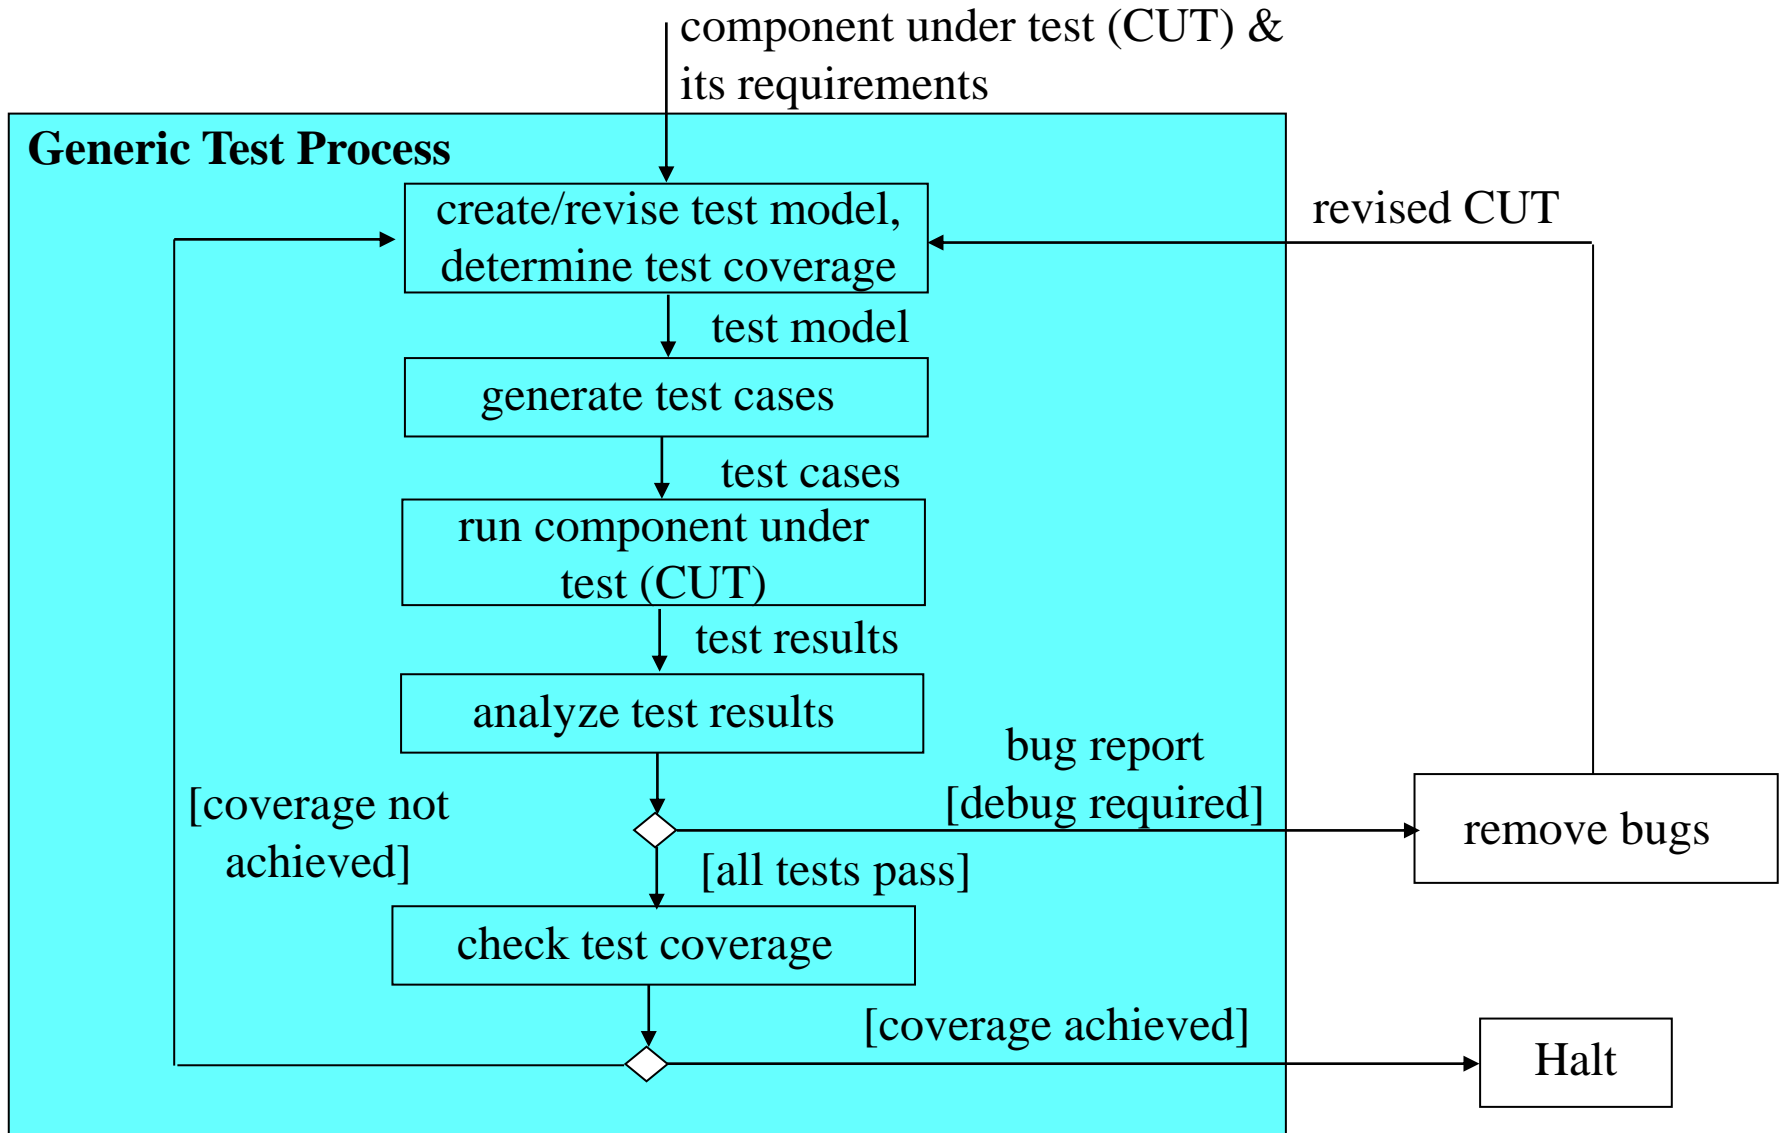 component under test (CUT) &
its requirements
Generic Test Process
create/revise test model,
determine test coverage
revised CUT
test model
generate test cases
test cases
run component under
test (CUT)
test results
analyze test results
bug report
[debug required]
[coverage not
achieved]
remove bugs
[all tests pass]
check test coverage
[coverage achieved]
Halt